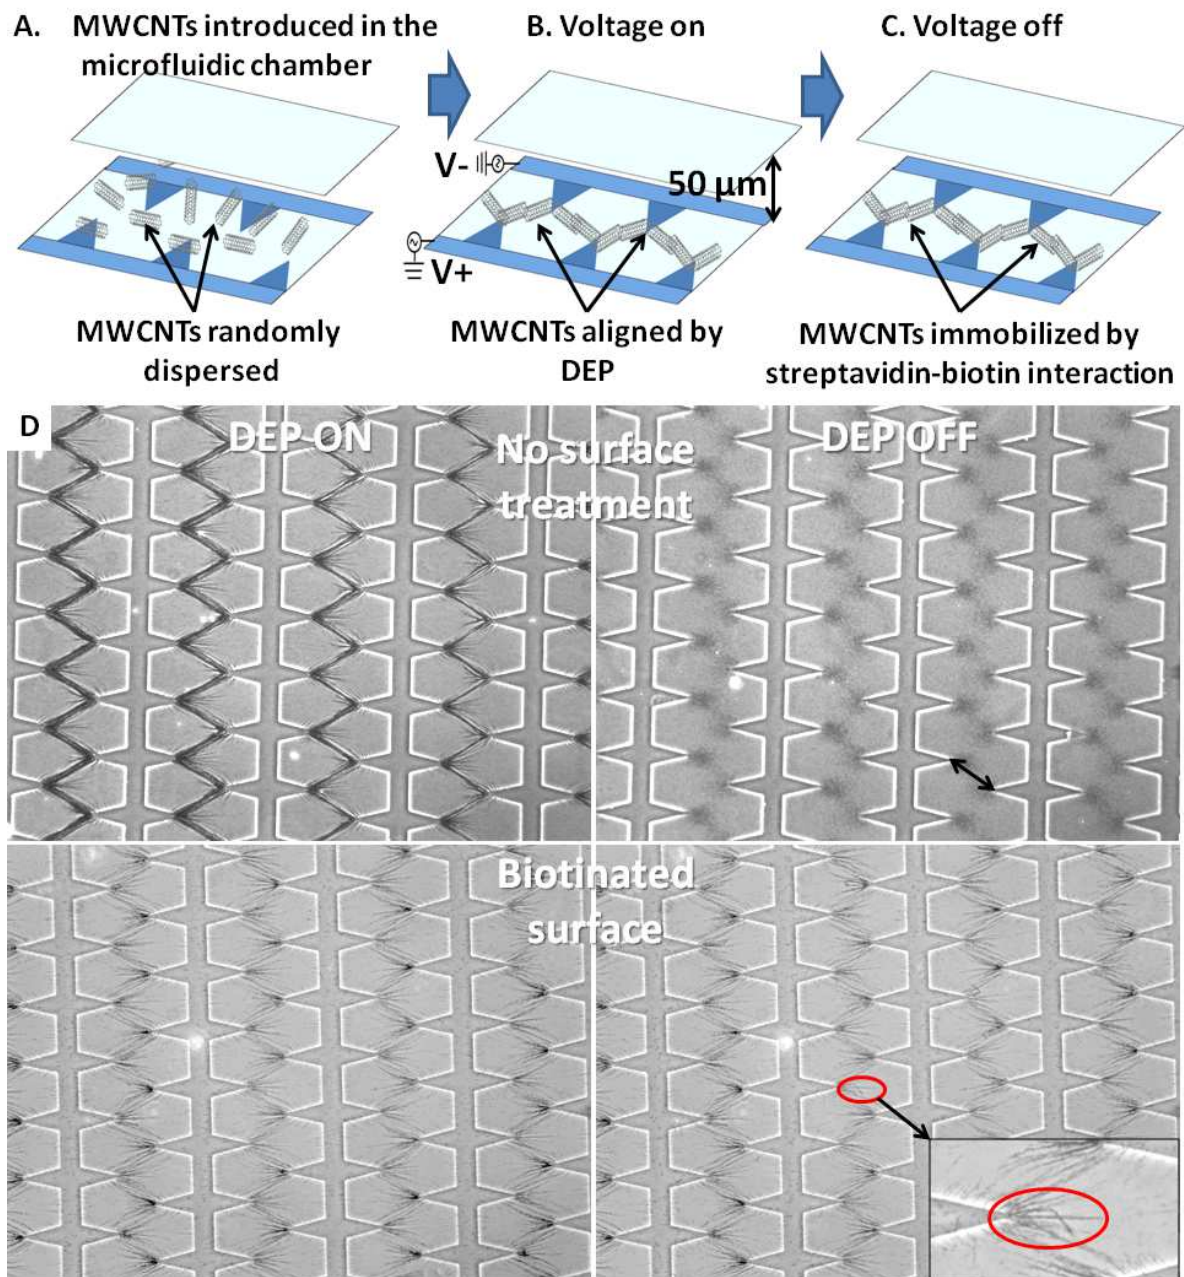 A. MWCNTs introduced in the
microfluidic chamber
B. Voltage on
C. Voltage off
V-
50 µm
V+
MWCNTs randomly
dispersed
MWCNTs aligned by
DEP
MWCNTs immobilized by
streptavidin-biotin interaction
D
DEP ON
DEP OFF
No surface
treatment
Biotinated
surface